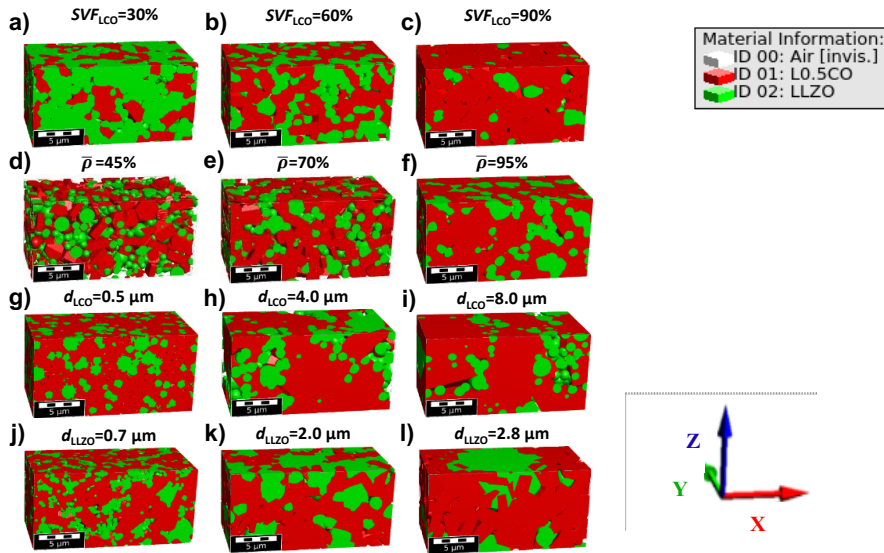 a) SVF_LCO=30% b) SVF_LCO=60% c) SVF_LCO=90%
5 µm 5 µm 5 µm
Material Information:
ID 00: Air [invis.]
ID 01: L0.5CO
ID 02: LLZO
d) ρ̅=45% e) ρ̅=70% f) ρ̅=95%
5 µm 5 µm 5 µm
g) d_LCO=0.5 µm h) d_LCO=4.0 µm i) d_LCO=8.0 µm
5 µm 5 µm 5 µm
j) d_LLZO=0.7 µm k) d_LLZO=2.0 µm l) d_LLZO=2.8 µm
5 µm 5 µm 5 µm
Z
Y
X